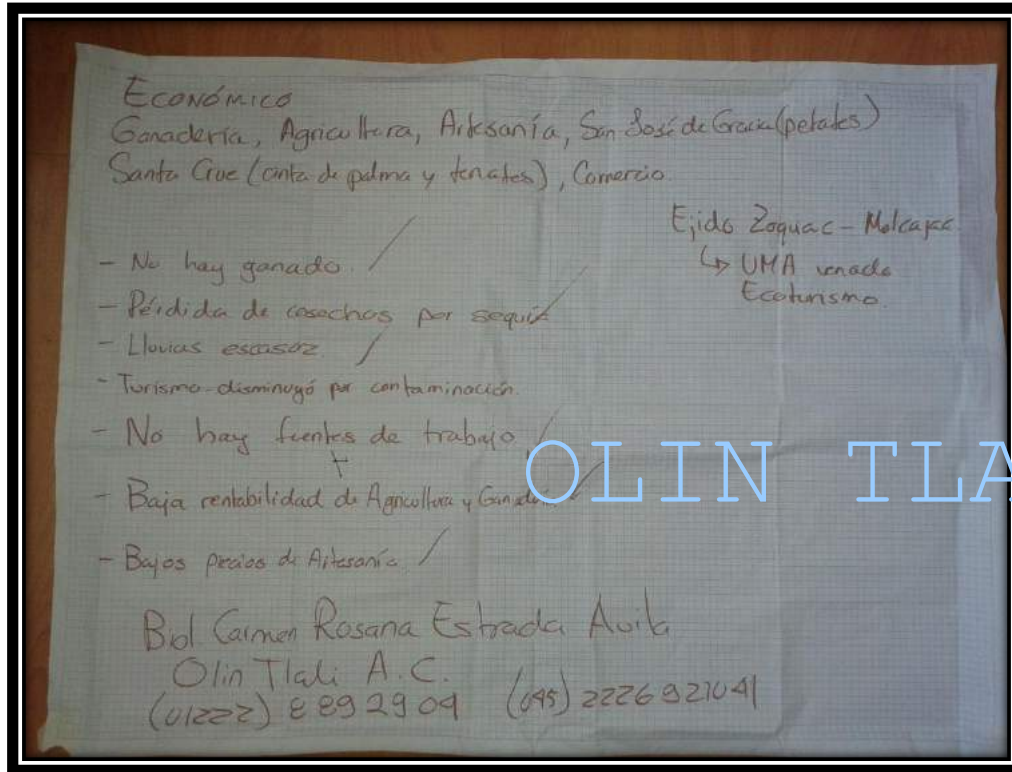 Económico
Ganadería, Agricultura, Artesanía, San José de Gracia (petates)
Santa Cruz (cinta de palma y tenates), Comercio.
Ejido Zoquac - Molcajac
↳ UMA venado
Ecoturismo.
- No hay ganado. /
- Pérdida de cosechas por sequía /
- Lluvias escasaz /
- Turismo disminuyó por contaminación.
- No hay fuentes de trabajo /
+
- Baja rentabilidad de Agricultura y Ganadería /
- Bajos precios de Artesanía /
OLIN TLA
Biol. Carmen Rosana Estrada Avila
Olin Tlali A.C.
(01222) 8892909 (045) 2226921041